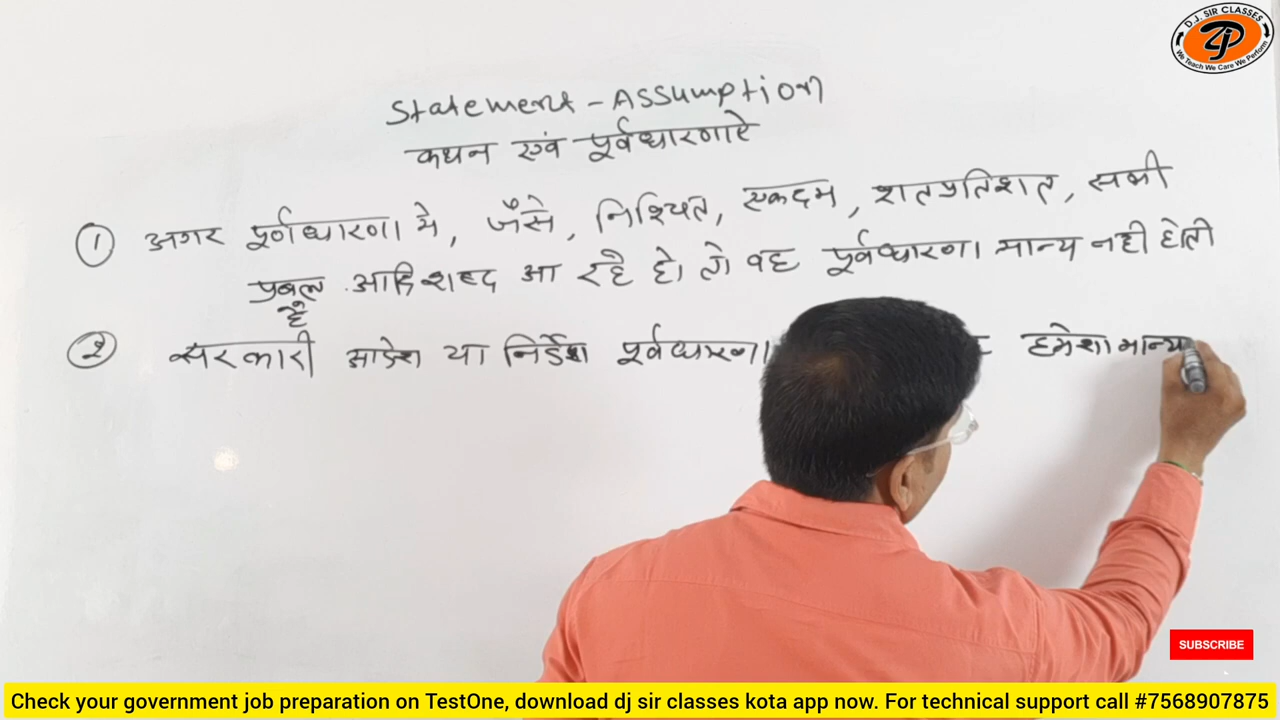 D.J. SIR CLASSES
We Teach We Care We Perform
Statement - Assumption
कथन एवं पूर्वधारणाऐ
① अगर पूर्णधारणा मे, जैसे, निश्चित, एकदम, शतप्रतिशत, सभी
प्रबल आदि शब्द आ रहे हो तो वह पूर्वधारणा मान्य नही होती
है
② सरकारी आदेश या निर्देश पूर्वधारणा हमेशा मान्य
SUBSCRIBE
Check your government job preparation on TestOne, download dj sir classes kota app now. For technical support call #7568907875